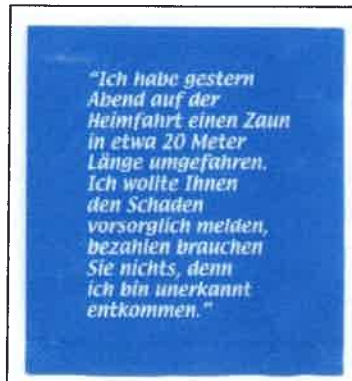 "Ich habe gestern
Abend auf der
Heimfahrt einen Zaun
in etwa 20 Meter
Länge umgefahren.
Ich wollte Ihnen
den Schaden
vorsorglich melden,
bezahlen brauchen
Sie nichts, denn
ich bin unerkannt
entkommen."